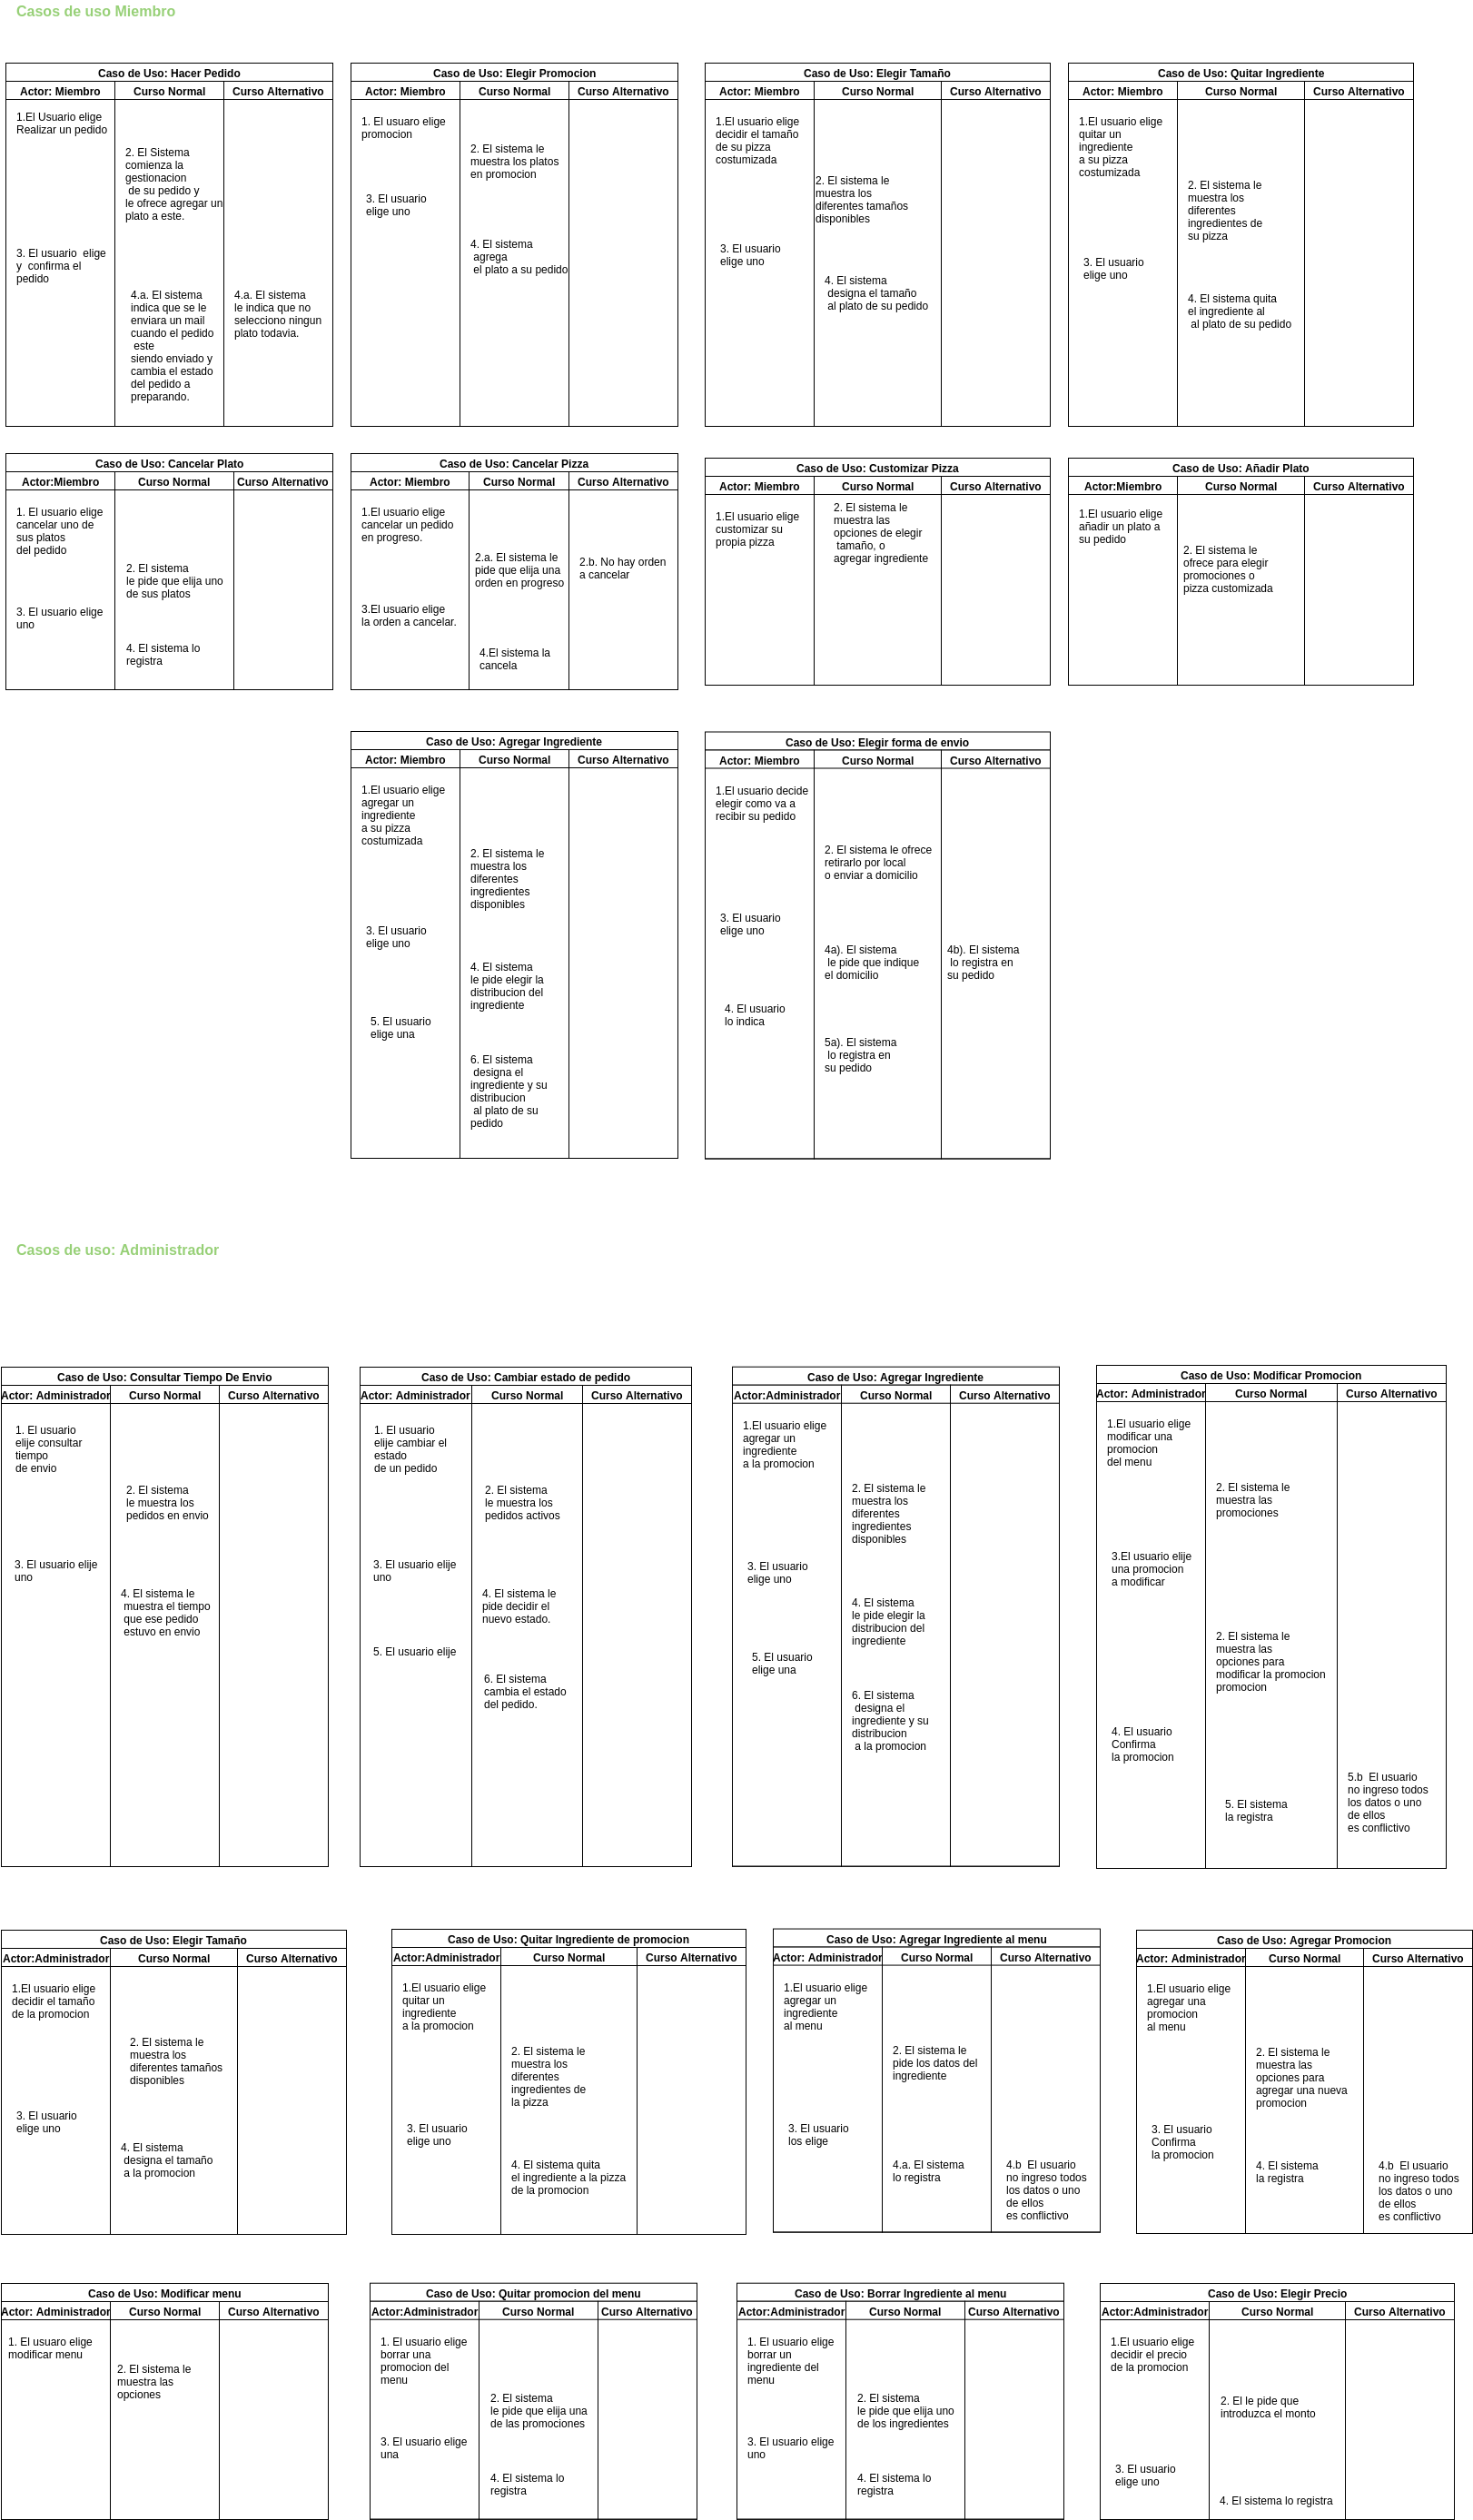 Casos de uso Miembro
Caso de Uso: Hacer Pedido
Actor: Miembro
Curso Normal
Curso Alternativo
1.El Usuario elige
Realizar un pedido
2. El Sistema
comienza la
gestionacion
de su pedido y
le ofrece agregar un
plato a este.
3. El usuario elige
y confirma el
pedido
4.a. El sistema
indica que se le
enviara un mail
cuando el pedido
este
siendo enviado y
cambia el estado
del pedido a
preparando.
4.a. El sistema
le indica que no
selecciono ningun
plato todavia.
Caso de Uso: Elegir Promocion
Actor: Miembro
Curso Normal
Curso Alternativo
1. El usuaro elige
promocion
2. El sistema le
muestra los platos
en promocion
3. El usuario
elige uno
4. El sistema
agrega
el plato a su pedido
Caso de Uso: Elegir Tamaño
Actor: Miembro
Curso Normal
Curso Alternativo
1.El usuario elige
decidir el tamaño
de su pizza
costumizada
2. El sistema le
muestra los
diferentes tamaños
disponibles
3. El usuario
elige uno
4. El sistema
designa el tamaño
al plato de su pedido
Caso de Uso: Quitar Ingrediente
Actor: Miembro
Curso Normal
Curso Alternativo
1.El usuario elige
quitar un
ingrediente
a su pizza
costumizada
2. El sistema le
muestra los
diferentes
ingredientes de
su pizza
3. El usuario
elige uno
4. El sistema quita
el ingrediente al
al plato de su pedido
Caso de Uso: Cancelar Plato
Actor:Miembro
Curso Normal
Curso Alternativo
1. El usuario elige
cancelar uno de
sus platos
del pedido
2. El sistema
le pide que elija uno
de sus platos
3. El usuario elige
uno
4. El sistema lo
registra
Caso de Uso: Cancelar Pizza
Actor: Miembro
Curso Normal
Curso Alternativo
1.El usuario elige
cancelar un pedido
en progreso.
2.a. El sistema le
pide que elija una
orden en progreso
2.b. No hay orden
a cancelar
3.El usuario elige
la orden a cancelar.
4.El sistema la
cancela
Caso de Uso: Customizar Pizza
Actor: Miembro
Curso Normal
Curso Alternativo
1.El usuario elige
customizar su
propia pizza
2. El sistema le
muestra las
opciones de elegir
tamaño, o
agregar ingrediente
Caso de Uso: Añadir Plato
Actor:Miembro
Curso Normal
Curso Alternativo
1.El usuario elige
añadir un plato a
su pedido
2. El sistema le
ofrece para elegir
promociones o
pizza customizada
Caso de Uso: Agregar Ingrediente
Actor: Miembro
Curso Normal
Curso Alternativo
1.El usuario elige
agregar un
ingrediente
a su pizza
costumizada
2. El sistema le
muestra los
diferentes
ingredientes
disponibles
3. El usuario
elige uno
4. El sistema
le pide elegir la
distribucion del
ingrediente
5. El usuario
elige una
6. El sistema
designa el
ingrediente y su
distribucion
al plato de su
pedido
Caso de Uso: Elegir forma de envio
Actor: Miembro
Curso Normal
Curso Alternativo
1.El usuario decide
elegir como va a
recibir su pedido
2. El sistema le ofrece
retirarlo por local
o enviar a domicilio
3. El usuario
elige uno
4a). El sistema
le pide que indique
el domicilio
4b). El sistema
lo registra en
su pedido
4. El usuario
lo indica
5a). El sistema
lo registra en
su pedido
Casos de uso: Administrador
Caso de Uso: Consultar Tiempo De Envio
Actor: Administrador
Curso Normal
Curso Alternativo
1. El usuario
elije consultar
tiempo
de envio
2. El sistema
le muestra los
pedidos en envio
3. El usuario elije
uno
4. El sistema le
muestra el tiempo
que ese pedido
estuvo en envio
Caso de Uso: Cambiar estado de pedido
Actor: Administrador
Curso Normal
Curso Alternativo
1. El usuario
elije cambiar el
estado
de un pedido
2. El sistema
le muestra los
pedidos activos
3. El usuario elije
uno
4. El sistema le
pide decidir el
nuevo estado.
5. El usuario elije
6. El sistema
cambia el estado
del pedido.
Caso de Uso: Agregar Ingrediente
Actor:Administrador
Curso Normal
Curso Alternativo
1.El usuario elige
agregar un
ingrediente
a la promocion
2. El sistema le
muestra los
diferentes
ingredientes
disponibles
3. El usuario
elige uno
4. El sistema
le pide elegir la
distribucion del
ingrediente
5. El usuario
elige una
6. El sistema
designa el
ingrediente y su
distribucion
a la promocion
Caso de Uso: Modificar Promocion
Actor: Administrador
Curso Normal
Curso Alternativo
1.El usuario elige
modificar una
promocion
del menu
2. El sistema le
muestra las
promociones
3.El usuario elije
una promocion
a modificar
2. El sistema le
muestra las
opciones para
modificar la promocion
promocion
4. El usuario
Confirma
la promocion
5. El sistema
la registra
5.b El usuario
no ingreso todos
los datos o uno
de ellos
es conflictivo
Caso de Uso: Elegir Tamaño
Actor:Administrador
Curso Normal
Curso Alternativo
1.El usuario elige
decidir el tamaño
de la promocion
2. El sistema le
muestra los
diferentes tamaños
disponibles
3. El usuario
elige uno
4. El sistema
designa el tamaño
a la promocion
Caso de Uso: Quitar Ingrediente de promocion
Actor:Administrador
Curso Normal
Curso Alternativo
1.El usuario elige
quitar un
ingrediente
a la promocion
2. El sistema le
muestra los
diferentes
ingredientes de
la pizza
3. El usuario
elige uno
4. El sistema quita
el ingrediente a la pizza
de la promocion
Caso de Uso: Agregar Ingrediente al menu
Actor: Administrador
Curso Normal
Curso Alternativo
1.El usuario elige
agregar un
ingrediente
al menu
2. El sistema le
pide los datos del
ingrediente
3. El usuario
los elige
4.a. El sistema
lo registra
4.b El usuario
no ingreso todos
los datos o uno
de ellos
es conflictivo
Caso de Uso: Agregar Promocion
Actor: Administrador
Curso Normal
Curso Alternativo
1.El usuario elige
agregar una
promocion
al menu
2. El sistema le
muestra las
opciones para
agregar una nueva
promocion
3. El usuario
Confirma
la promocion
4. El sistema
la registra
4.b El usuario
no ingreso todos
los datos o uno
de ellos
es conflictivo
Caso de Uso: Modificar menu
Actor: Administrador
Curso Normal
Curso Alternativo
1. El usuaro elige
modificar menu
2. El sistema le
muestra las
opciones
Caso de Uso: Quitar promocion del menu
Actor:Administrador
Curso Normal
Curso Alternativo
1. El usuario elige
borrar una
promocion del
menu
2. El sistema
le pide que elija una
de las promociones
3. El usuario elige
una
4. El sistema lo
registra
Caso de Uso: Borrar Ingrediente al menu
Actor:Administrador
Curso Normal
Curso Alternativo
1. El usuario elige
borrar un
ingrediente del
menu
2. El sistema
le pide que elija uno
de los ingredientes
3. El usuario elige
uno
4. El sistema lo
registra
Caso de Uso: Elegir Precio
Actor:Administrador
Curso Normal
Curso Alternativo
1.El usuario elige
decidir el precio
de la promocion
2. El le pide que
introduzca el monto
3. El usuario
elige uno
4. El sistema lo registra